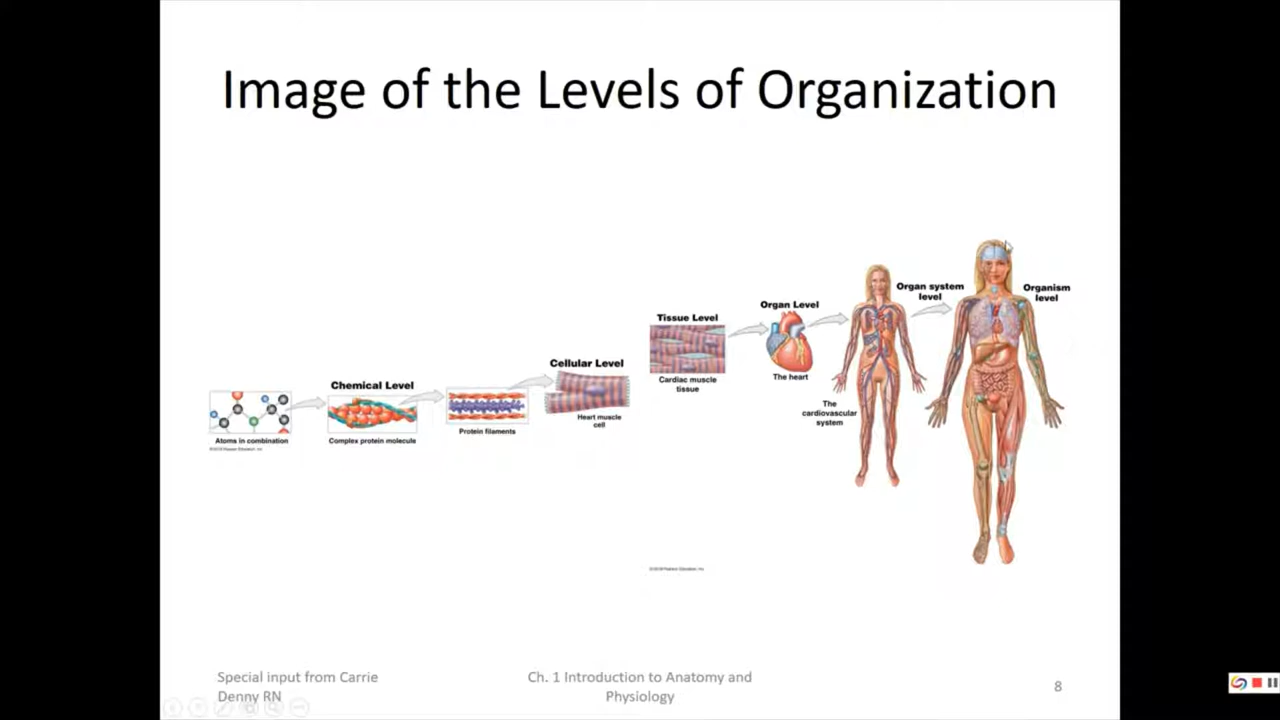 Image of the Levels of Organization
Chemical Level
Atoms in combination
Complex protein molecule
Protein filaments
Cellular Level
Heart muscle
cell
Tissue Level
Cardiac muscle
tissue
Organ Level
The heart
The
cardiovascular
system
Organ system
level
Organism
level
Special input from Carrie
Denny RN
Ch. 1 Introduction to Anatomy and
Physiology
8